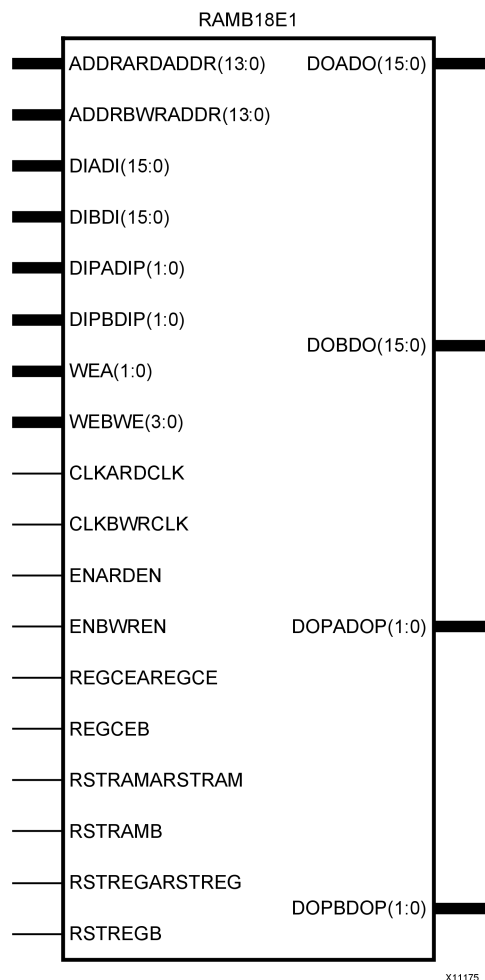 RAMB18E1
ADDRARDADDR(13:0)
DOADO(15:0)
ADDRBWRADDR(13:0)
DIADI(15:0)
DIBDI(15:0)
DIPADIP(1:0)
DIPBDIP(1:0)
DOBDO(15:0)
WEA(1:0)
WEBWE(3:0)
CLKARDCLK
CLKBWRCLK
ENARDEN
ENBWREN
DOPADOP(1:0)
REGCEAREGCE
REGCEB
RSTRAMARSTRAM
RSTRAMB
RSTREGARSTREG
DOPBDOP(1:0)
RSTREGB
X11175